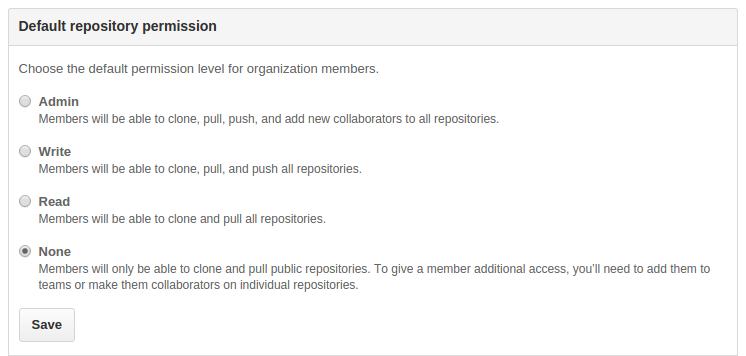 Default repository permission
Choose the default permission level for organization members.
Admin
Members will be able to clone, pull, push, and add new collaborators to all repositories.
Write
Members will be able to clone, pull, and push all repositories.
Read
Members will be able to clone and pull all repositories.
None
Members will only be able to clone and pull public repositories. To give a member additional access, you’ll need to add them to
teams or make them collaborators on individual repositories.
Save